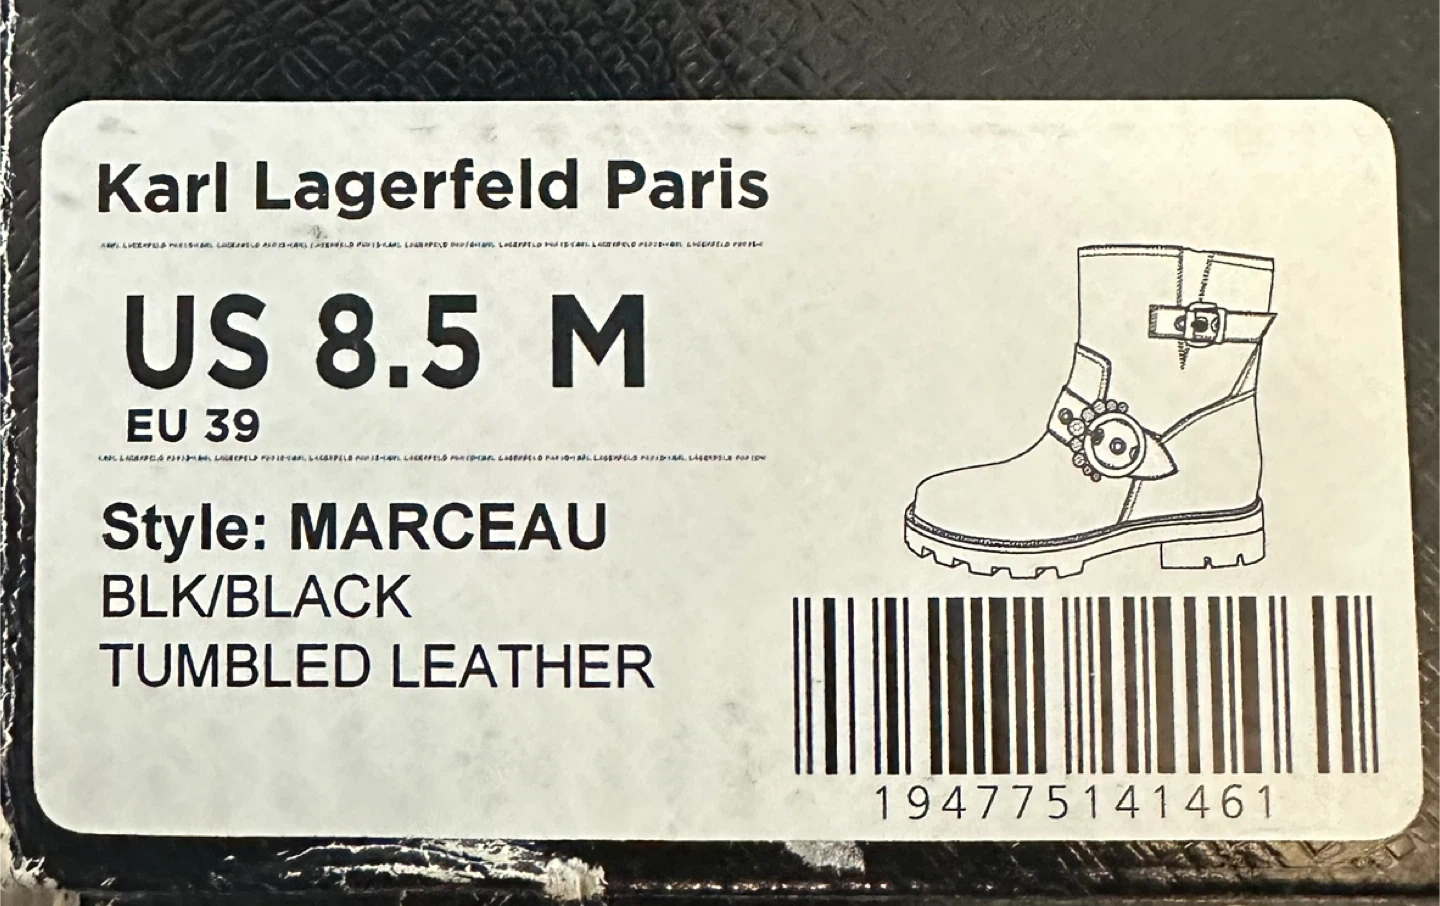 Karl Lagerfeld Paris
US 8.5 M
EU 39
Style: MARCEAU
BLK/BLACK
TUMBLED LEATHER
194775141461